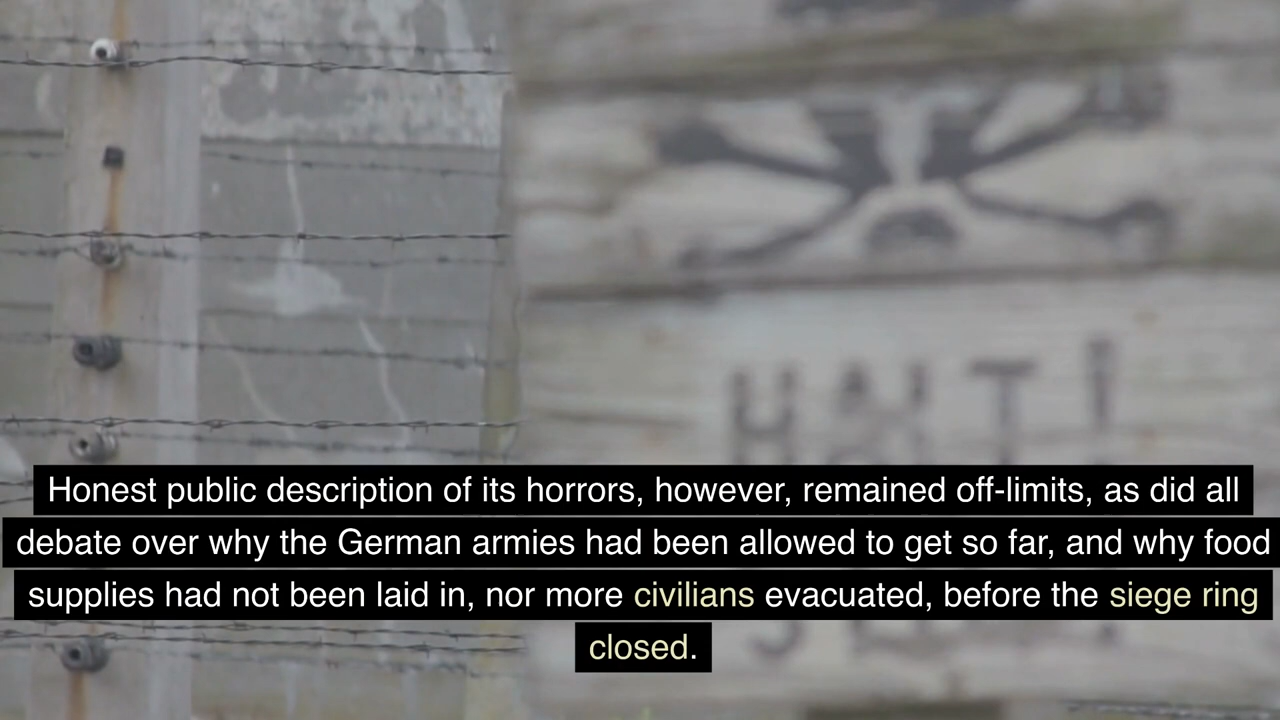 HALT!
Honest public description of its horrors, however, remained off-limits, as did all
debate over why the German armies had been allowed to get so far, and why food
supplies had not been laid in, nor more civilians evacuated, before the siege ring
closed.